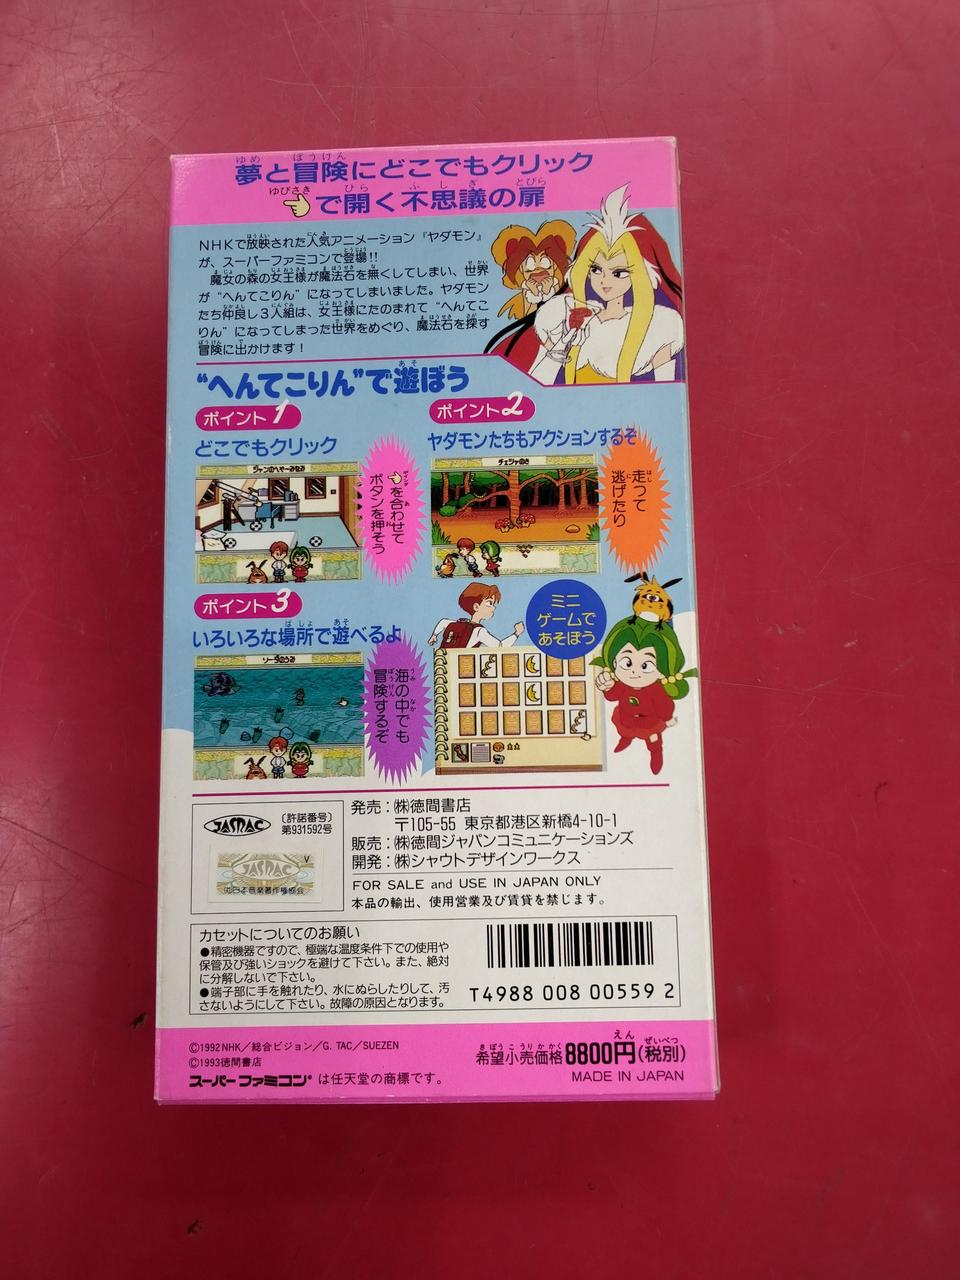 夢と冒険にどこでもクリック
で開く不思議の扉
NHKで放映された人気アニメーション『ヤダモン』
が、スーパーファミコンで登場!!
魔女の森の女王様が魔法石を無くしてしまい、世界
が“へんてこりん”になってしまいました。ヤダモン
たち仲良し3人組は、女王様にたのまれて“へんてこ
りん”になってしまった世界をめぐり、魔法石を探す
冒険に出かけます!
“へんてこりん”で遊ぼう
ポイント1
どこでもクリック
ジャンのへや−みなみ
を合わせて
ボタンを押そう
ポイント2
ヤダモンたちもアクションするぞ
走って
逃げたり
ポイント3
いろいろな場所で遊べるよ
海の中でも
冒険するぞ
ミニ
ゲームで
あそぼう
JASRAC
〔許諾番号〕
第931592号
V
JASRAC
日本音楽著作権協会
発売:㈱徳間書店
〒105-55 東京都港区新橋4-10-1
販売:㈱徳間ジャパンコミュニケーションズ
開発:㈱シャウトデザインワークス
FOR SALE and USE IN JAPAN ONLY
本品の輸出、使用営業及び賃貸を禁じます。
カセットについてのお願い
●精密機器ですので、極端な温度条件下での使用や
保管及び強いショックを避けて下さい。また、絶対
に分解しないで下さい。
●端子部に手を触れたり、水にぬらしたりして、汚
さないようにして下さい。故障の原因となります。
T4988 008 00559 2
©1992 NHK/総合ビジョン/G. TAC/SUEZEN
©1993徳間書店
スーパーファミコン®は任天堂の商標です。
希望小売価格8800円(税別)
MADE IN JAPAN